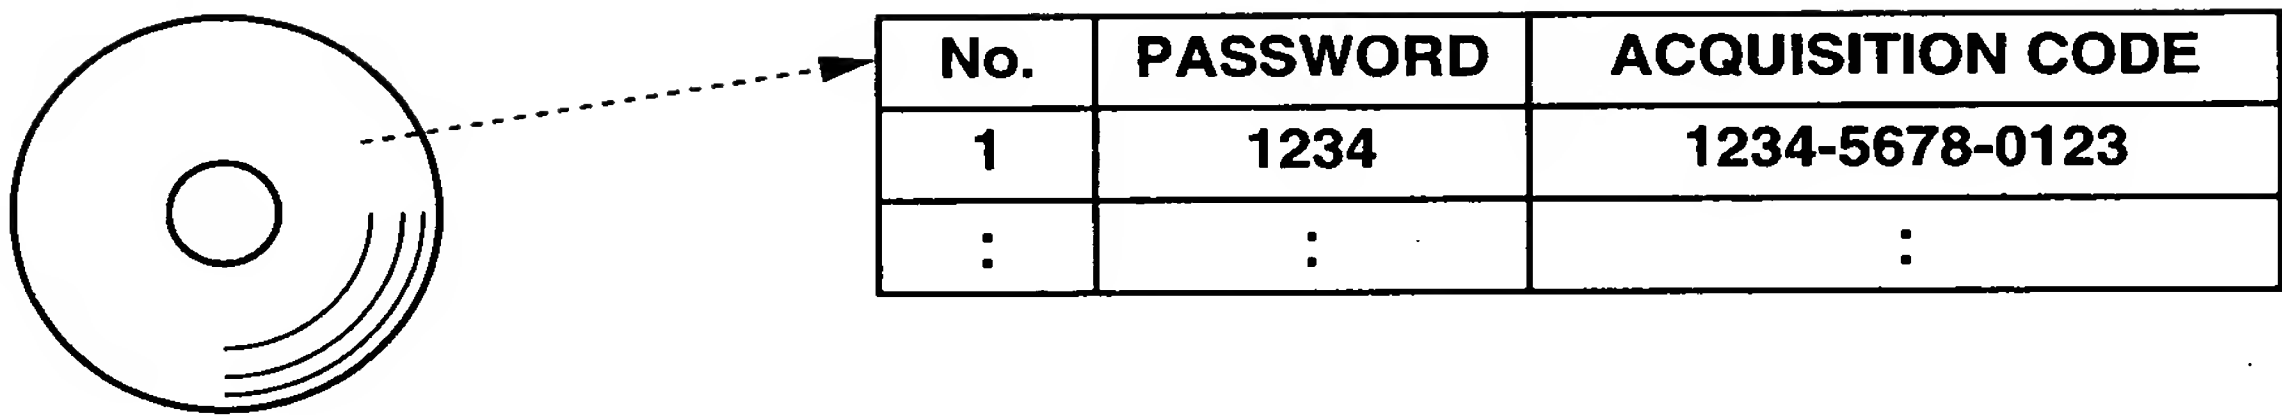 No. PASSWORD ACQUISITION CODE
1 1234 1234-5678-0123
: : :